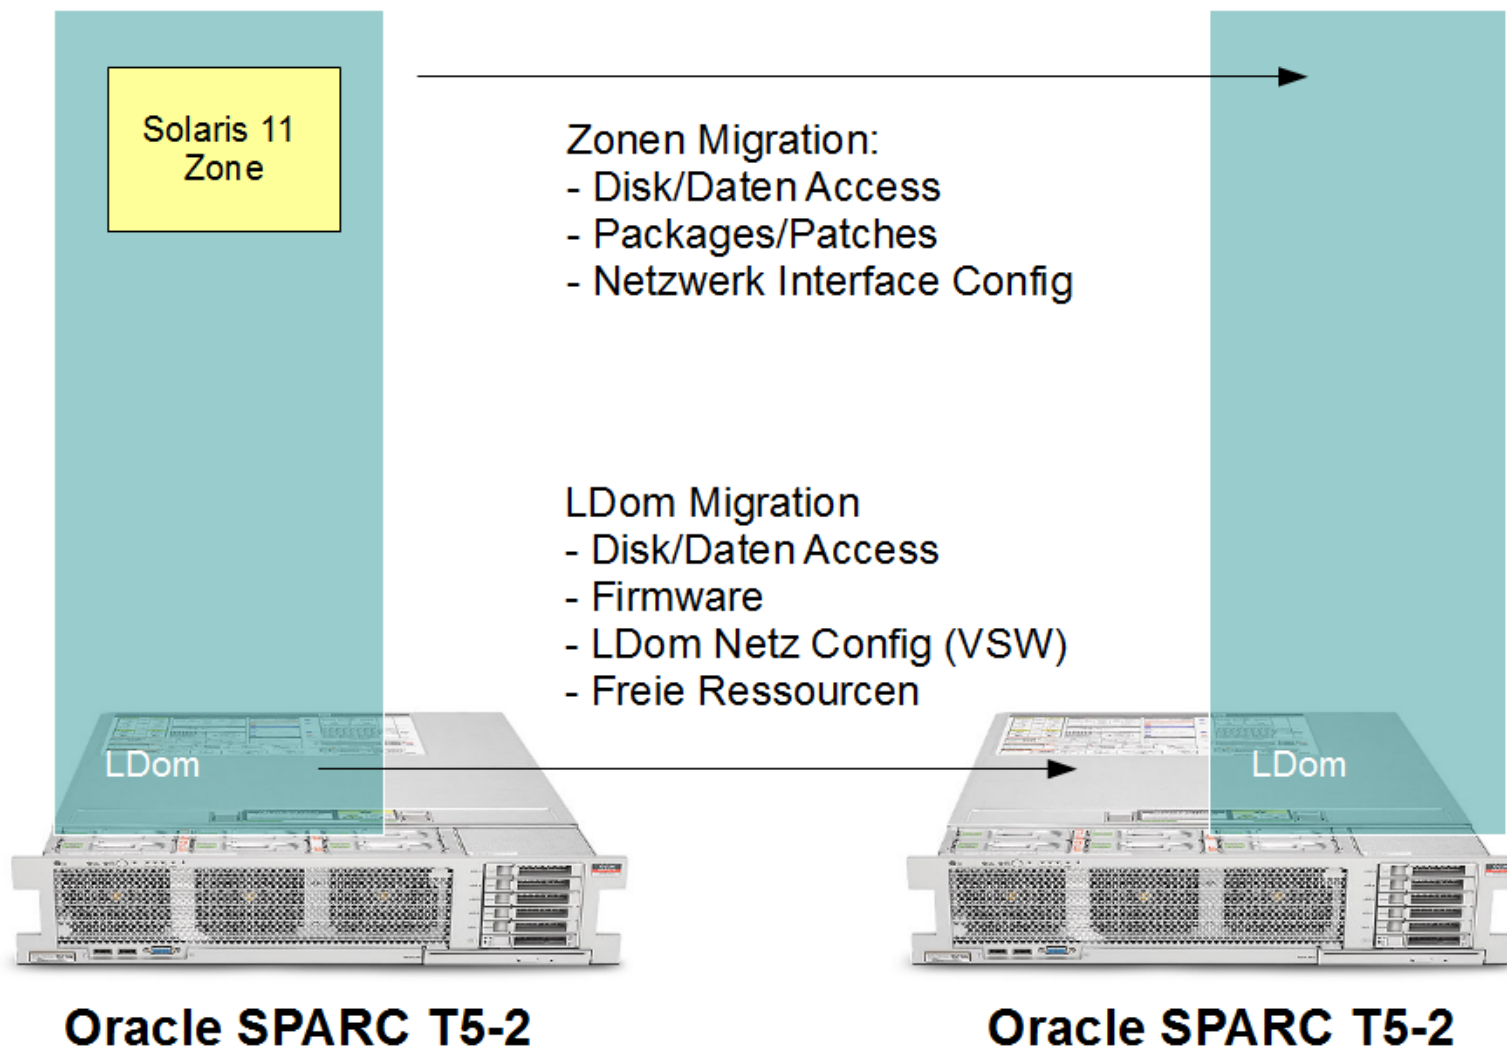 Solaris 11
Zone
Zonen Migration:
- Disk/Daten Access
- Packages/Patches
- Netzwerk Interface Config
LDom Migration
- Disk/Daten Access
- Firmware
- LDom Netz Config (VSW)
- Freie Ressourcen
LDom
LDom
Oracle SPARC T5-2
Oracle SPARC T5-2